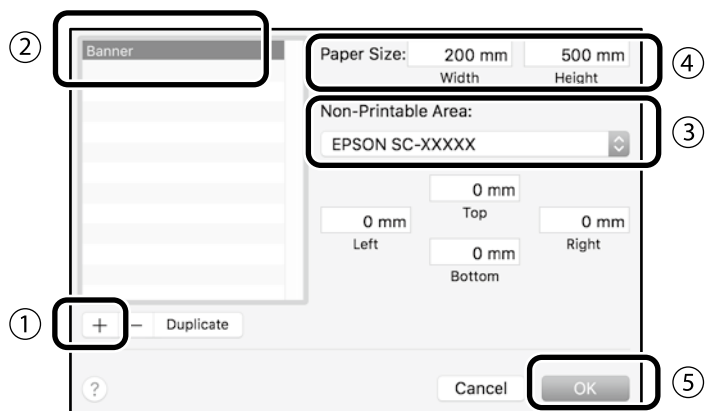 ②
Banner
Paper Size: 200 mm 500 mm
Width Height
④
Non-Printable Area:
EPSON SC-XXXXX
③
0 mm
Top
0 mm 0 mm
Left Right
0 mm
Bottom
①
+ − Duplicate
? Cancel OK
⑤